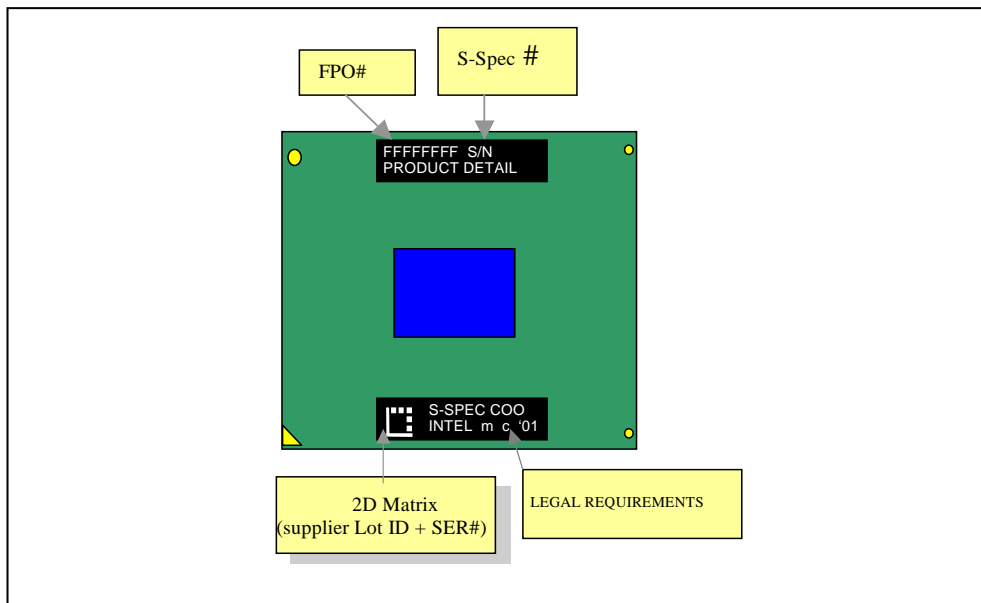 FPO#
S-Spec #
FFFFFFFF S/N
PRODUCT DETAIL
S-SPEC COO
INTEL m c '01
2D Matrix
(supplier Lot ID + SER#)
LEGAL REQUIREMENTS